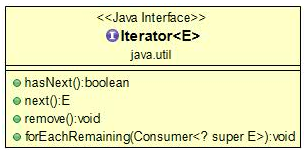 <<Java Interface>>
I Iterator<E>
java.util
hasNext():boolean
next():E
remove():void
forEachRemaining(Consumer<? super E>):void